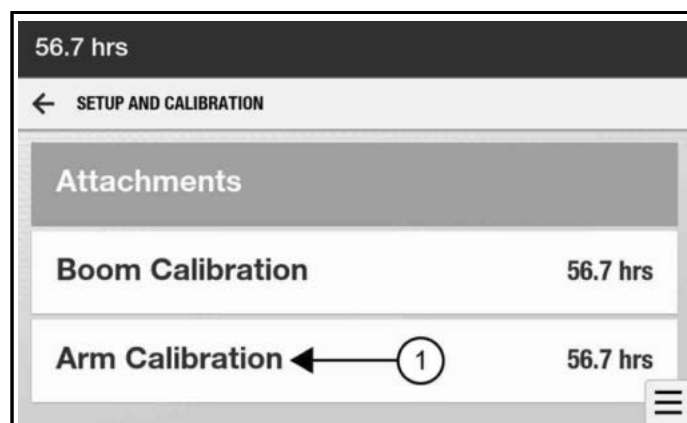 56.7 hrs
SETUP AND CALIBRATION
Attachments
Boom Calibration 56.7 hrs
Arm Calibration 1 56.7 hrs